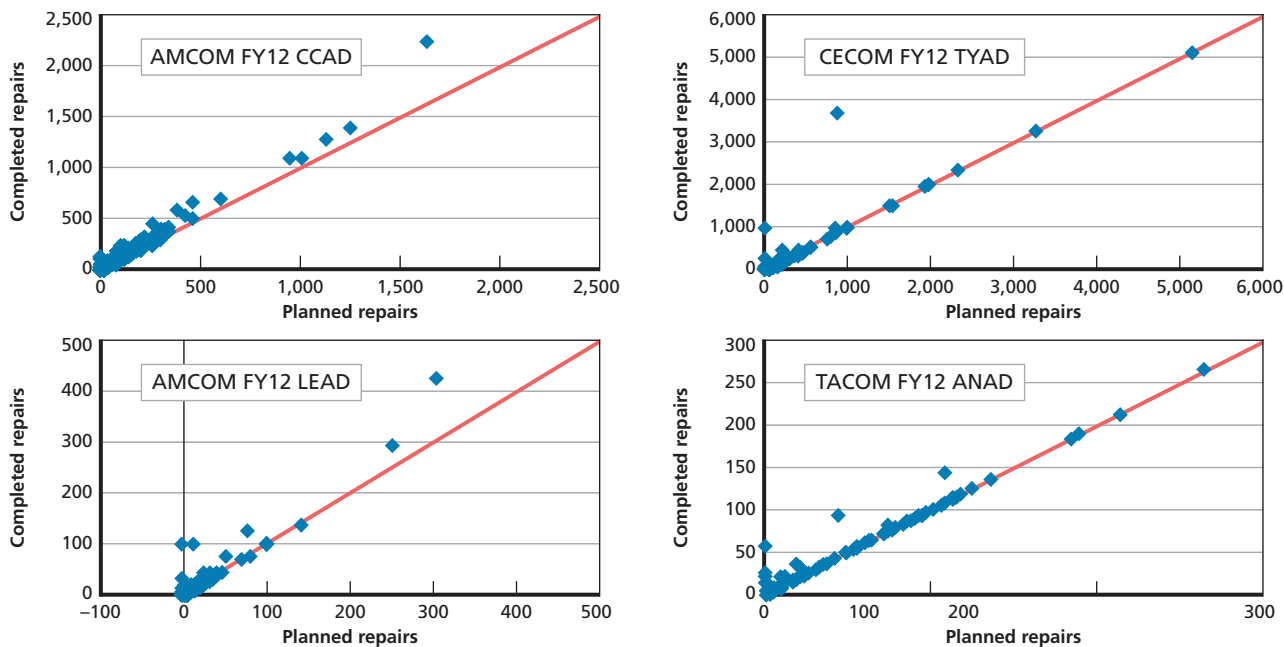 AMCOM FY12 CCAD
Completed repairs
2,500
2,000
1,500
1,000
500
0
0 500 1,000 1,500 2,000 2,500
Planned repairs
CECOM FY12 TYAD
Completed repairs
6,000
5,000
4,000
3,000
2,000
1,000
0
0 1,000 2,000 3,000 4,000 5,000 6,000
Planned repairs
AMCOM FY12 LEAD
Completed repairs
500
400
300
200
100
0
–100 0 100 200 300 400 500
Planned repairs
TACOM FY12 ANAD
Completed repairs
300
250
200
150
100
50
0
0 100 200 300
Planned repairs